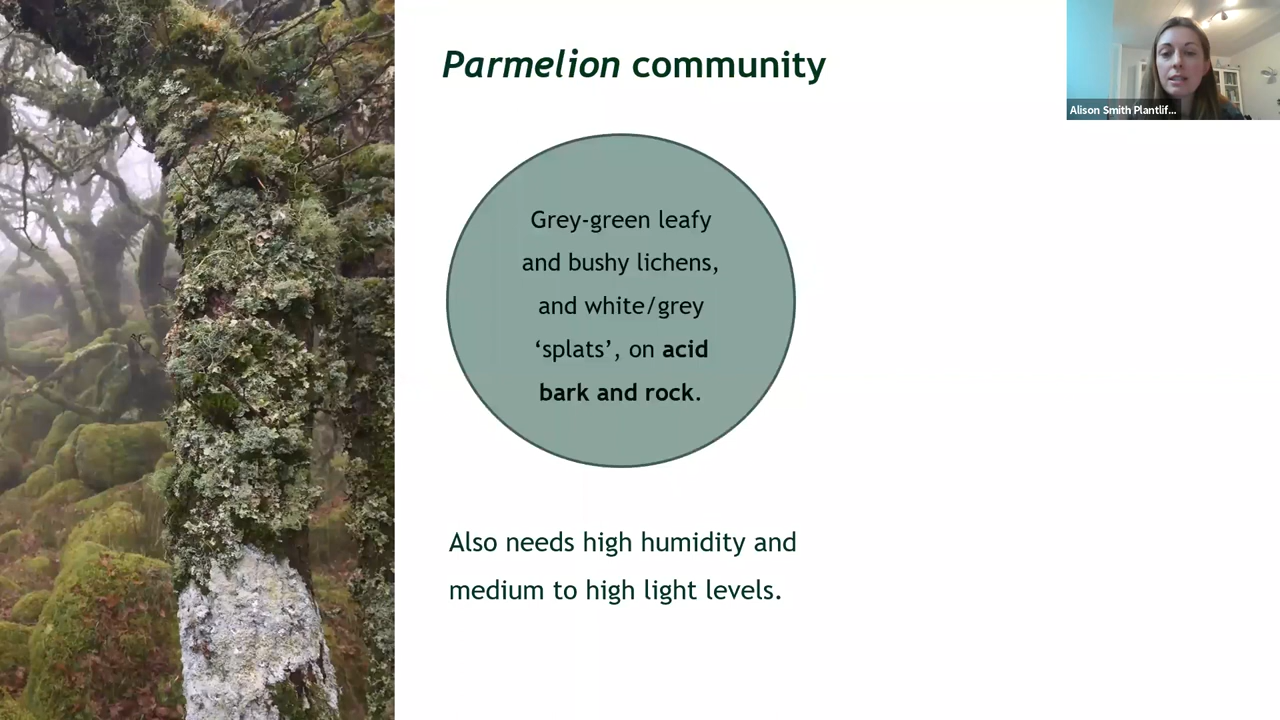 Parmelion community
Alison Smith Plantlif...
Grey-green leafy
and bushy lichens,
and white/grey
‘splats’, on acid
bark and rock.
Also needs high humidity and
medium to high light levels.